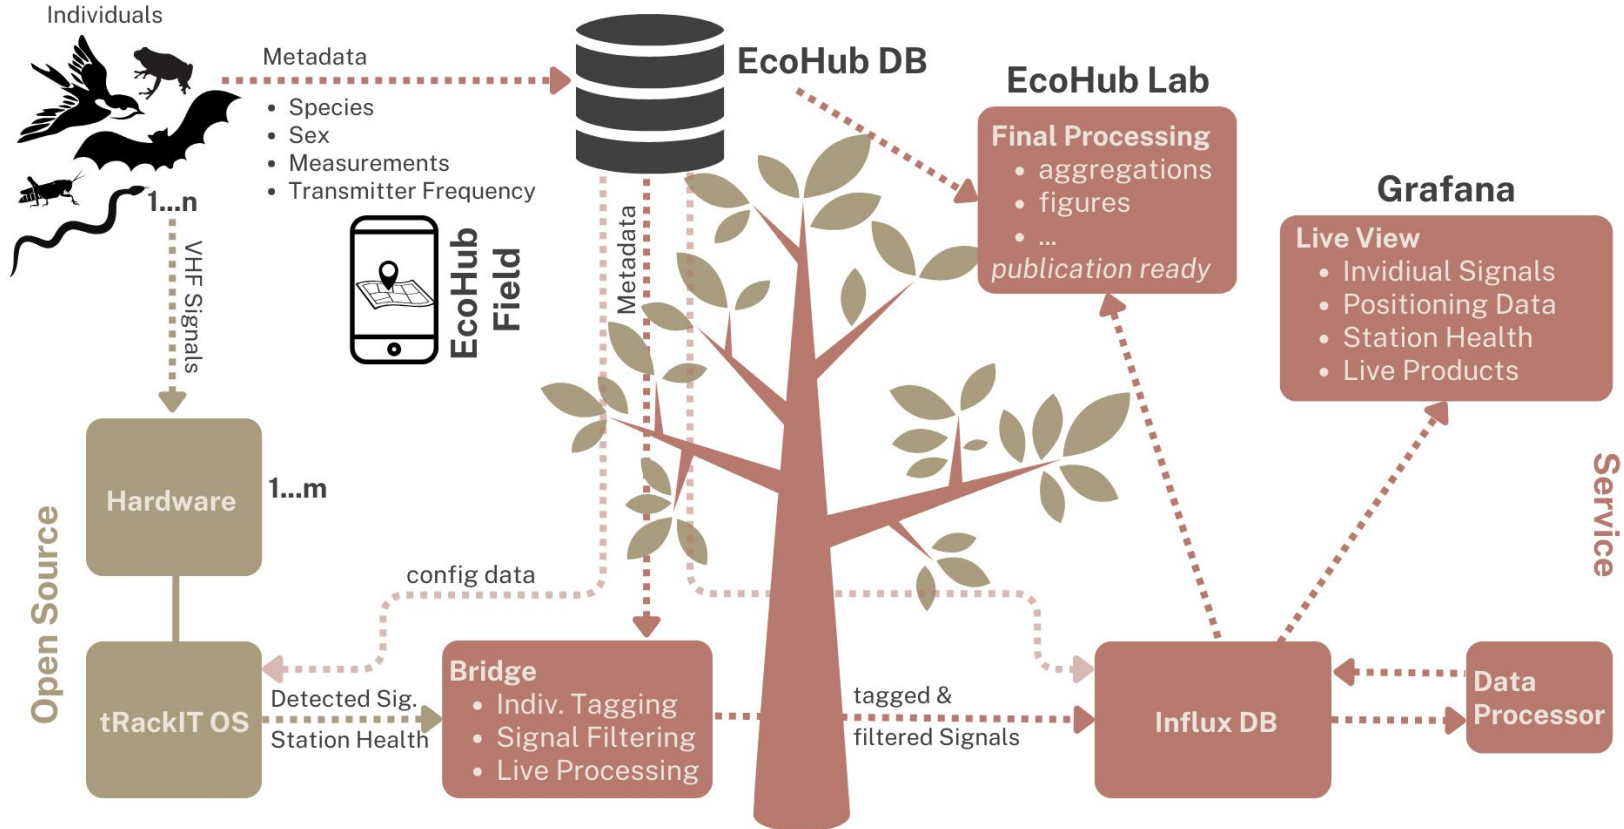 Individuals
1...n
Metadata
• Species
• Sex
• Measurements
• Transmitter Frequency
EcoHub
Field
EcoHub DB
EcoHub Lab
Final Processing
• aggregations
• figures
• ...
publication ready
Grafana
Live View
• Invidiual Signals
• Positioning Data
• Station Health
• Live Products
VHF Signals
Metadata
Hardware
1...m
Open Source
Service
config data
tRackIT OS
Detected Sig.
Station Health
Bridge
• Indiv. Tagging
• Signal Filtering
• Live Processing
tagged &
filtered Signals
Influx DB
Data
Processor